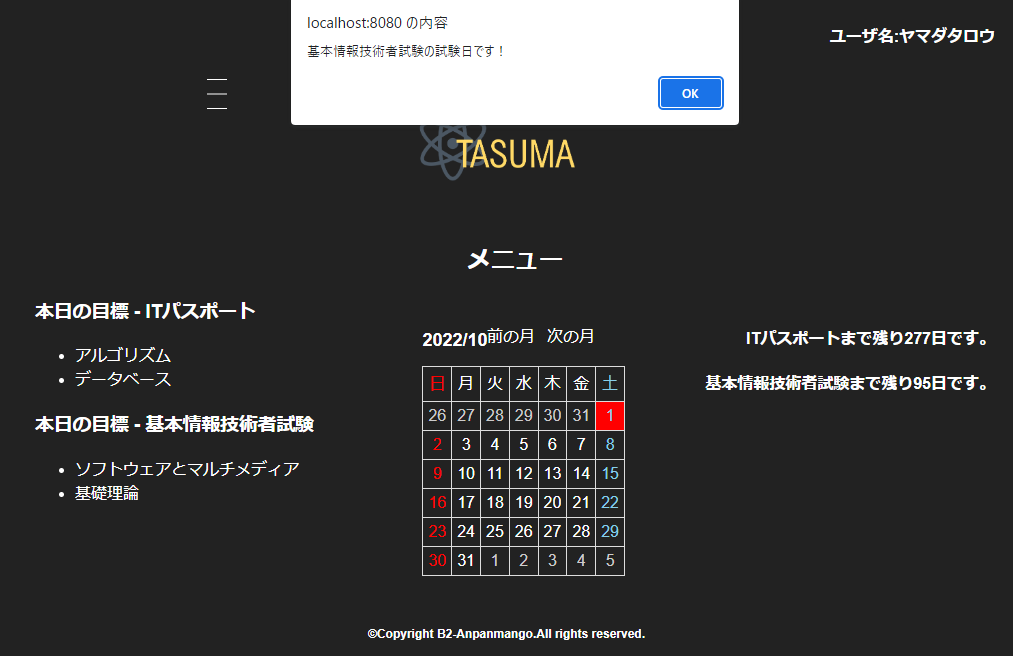 localhost:8080 の内容
基本情報技術者試験の試験日です！
OK
ユーザ名:ヤマダタロウ
TASUMA
メニュー
本日の目標 - ITパスポート
• アルゴリズム
• データベース
本日の目標 - 基本情報技術者試験
• ソフトウェアとマルチメディア
• 基礎理論
2022/10前の月 次の月
日 月 火 水 木 金 土
26 27 28 29 30 31 1
2 3 4 5 6 7 8
9 10 11 12 13 14 15
16 17 18 19 20 21 22
23 24 25 26 27 28 29
30 31 1 2 3 4 5
ITパスポートまで残り277日です。
基本情報技術者試験まで残り95日です。
©Copyright B2-Anpanmango.All rights reserved.